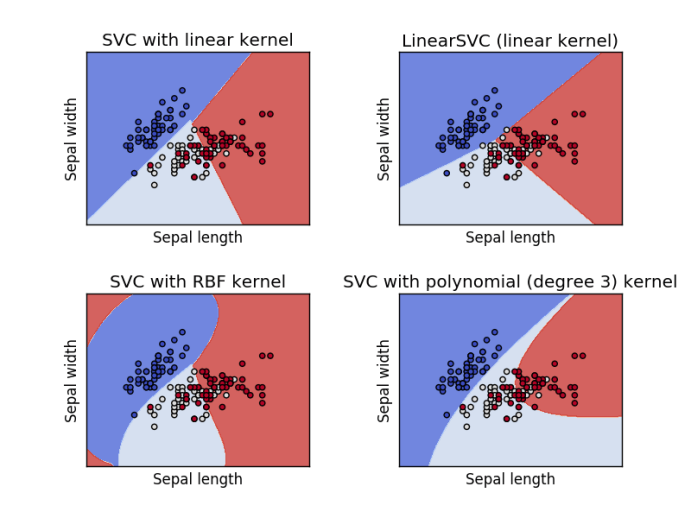 SVC with linear kernel
LinearSVC (linear kernel)
Sepal width
Sepal width
Sepal length
Sepal length
SVC with RBF kernel
SVC with polynomial (degree 3) kernel
Sepal width
Sepal width
Sepal length
Sepal length